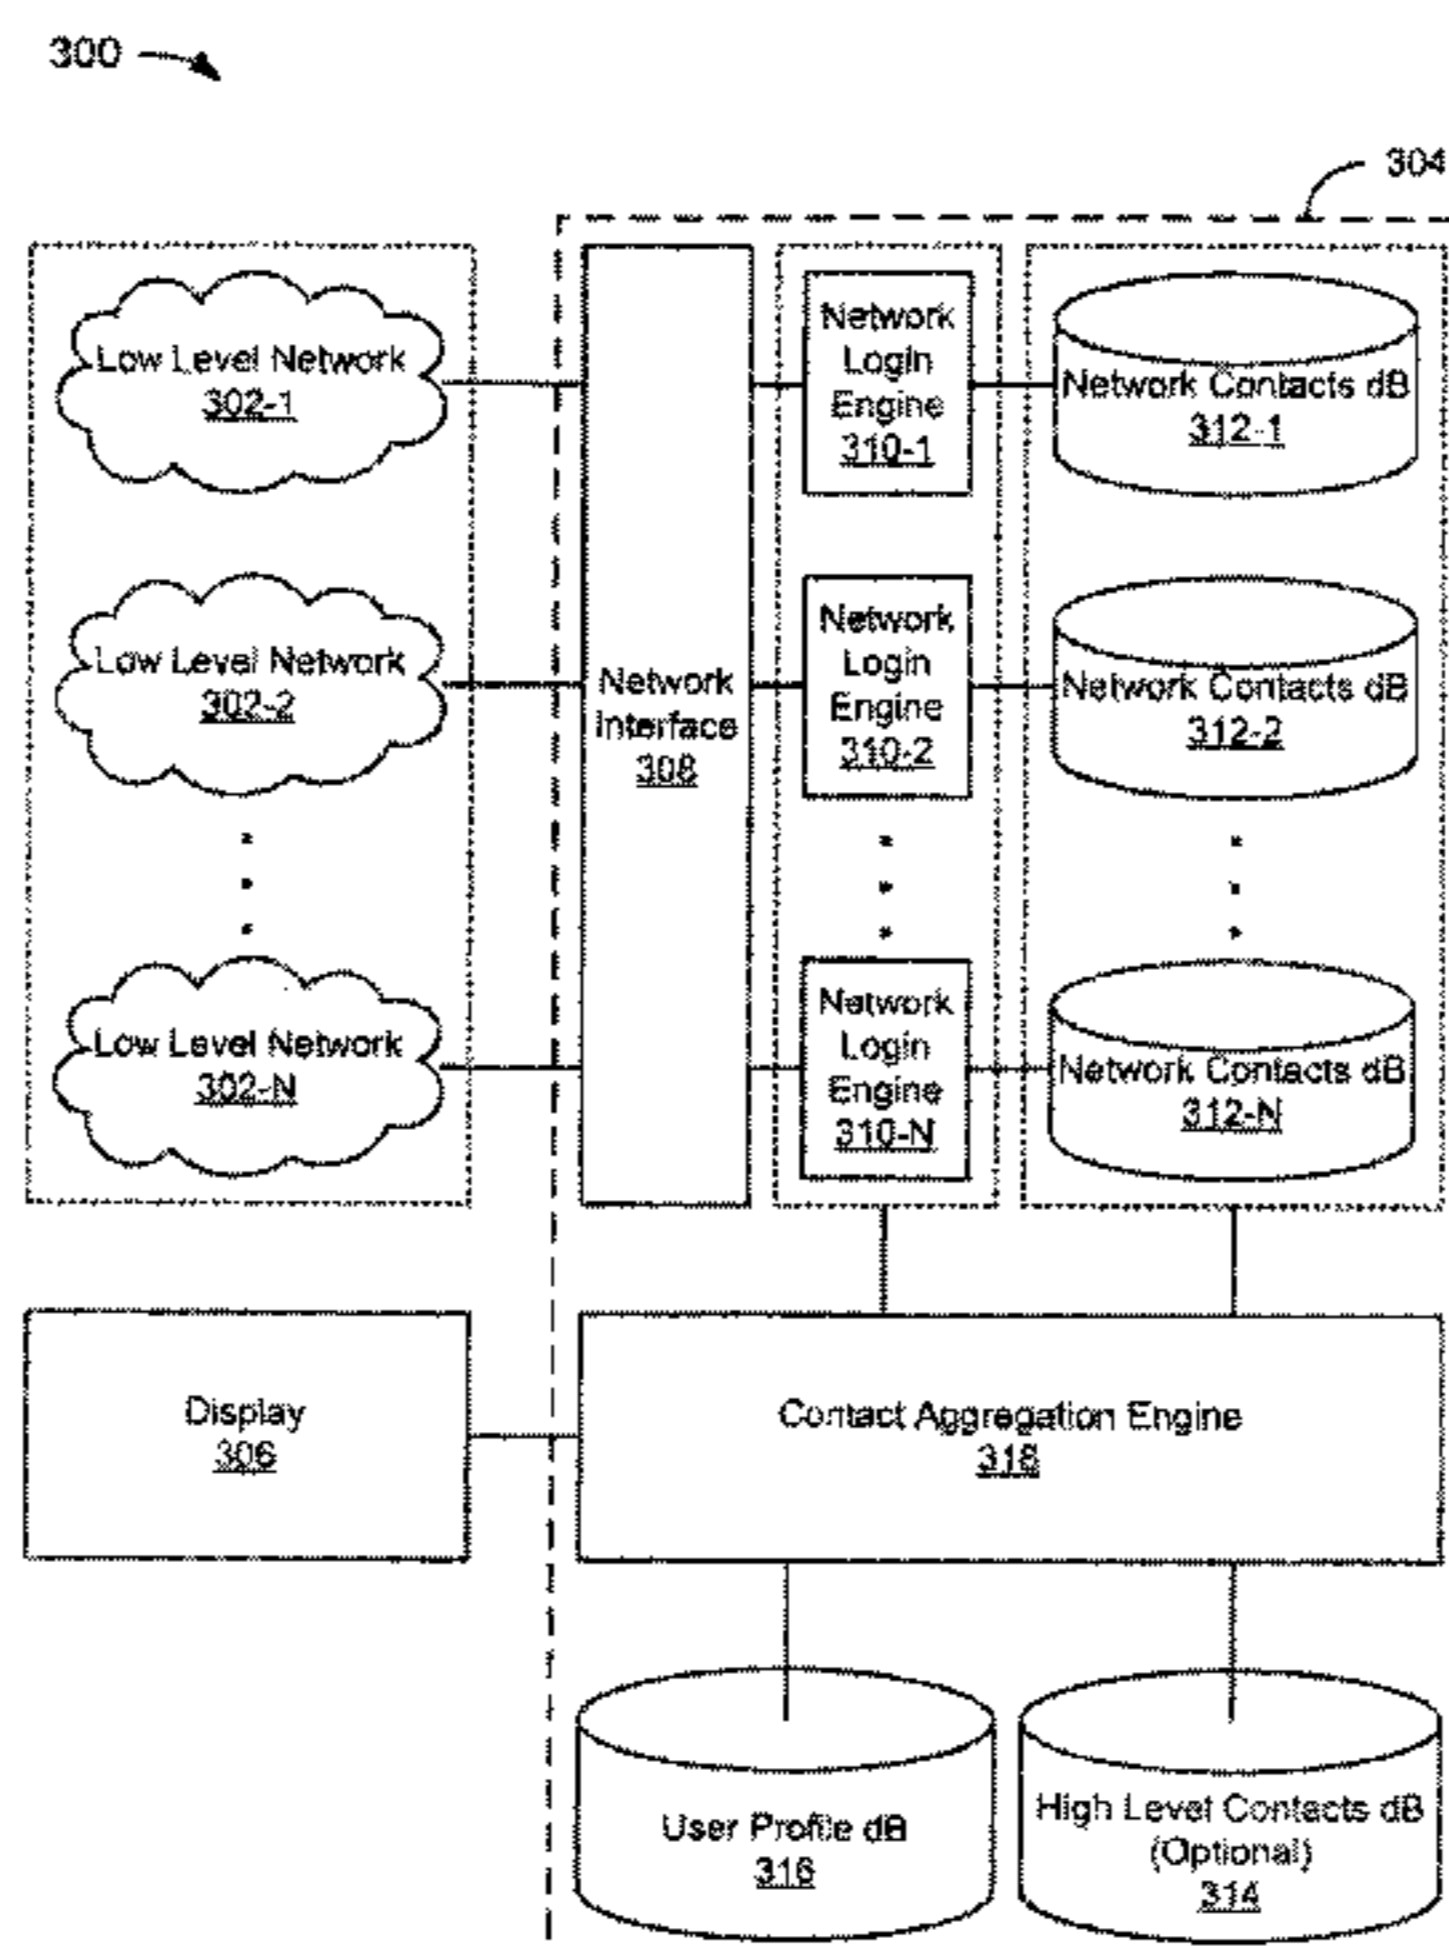 300
304
Low Level Network
302-1
Network
Login
Engine
310-1
Network Contacts dB
312-1
Low Level Network
302-2
Network
Interface
308
Network
Login
Engine
310-2
Network Contacts dB
312-2
Low Level Network
302-N
Network
Login
Engine
310-N
Network Contacts dB
312-N
Display
306
Contact Aggregation Engine
318
User Profile dB
316
High Level Contacts dB
(Optional)
314